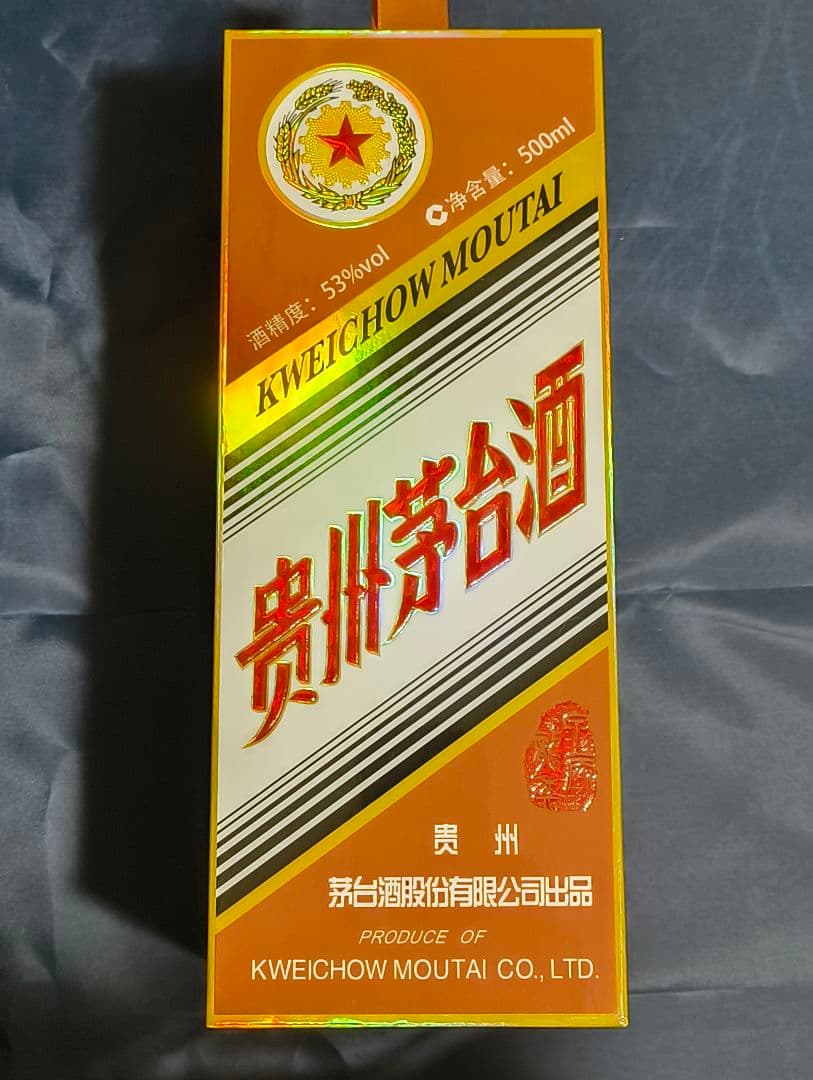 净含量：500ml
酒精度：53%vol
KWEICHOW MOUTAI
贵州茅台酒
贵 州
茅台酒股份有限公司出品
PRODUCE OF
KWEICHOW MOUTAI CO., LTD.